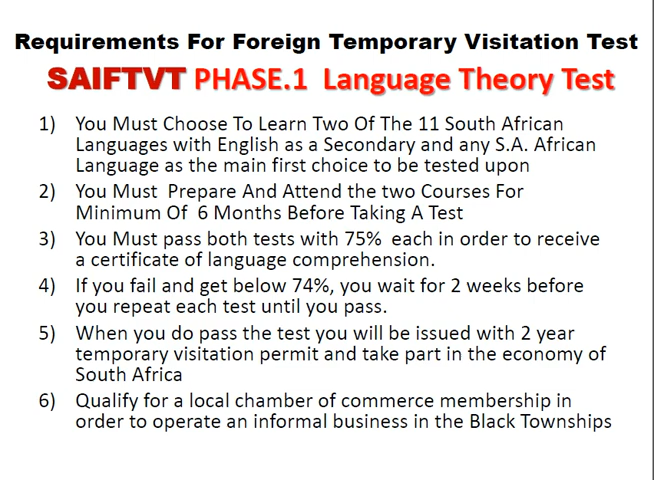 Requirements For Foreign Temporary Visitation Test
SAIFTVT PHASE.1 Language Theory Test
1) You Must Choose To Learn Two Of The 11 South African
Languages with English as a Secondary and any S.A. African
Language as the main first choice to be tested upon
2) You Must Prepare And Attend the two Courses For
Minimum Of 6 Months Before Taking A Test
3) You Must pass both tests with 75% each in order to receive
a certificate of language comprehension.
4) If you fail and get below 74%, you wait for 2 weeks before
you repeat each test until you pass.
5) When you do pass the test you will be issued with 2 year
temporary visitation permit and take part in the economy of
South Africa
6) Qualify for a local chamber of commerce membership in
order to operate an informal business in the Black Townships